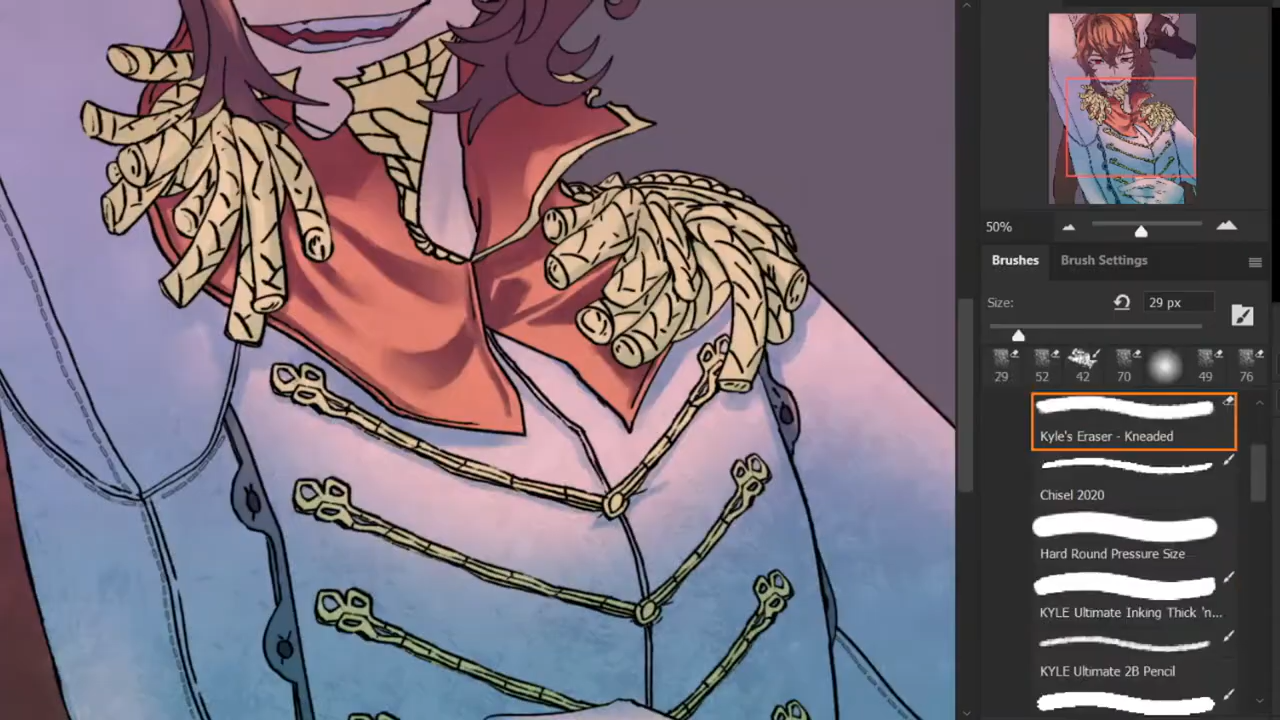 50%
Brushes Brush Settings
Size: 29 px
29 52 42 70 49 76
Kyle's Eraser - Kneaded
Chisel 2020
Hard Round Pressure Size
KYLE Ultimate Inking Thick 'n...
KYLE Ultimate 2B Pencil